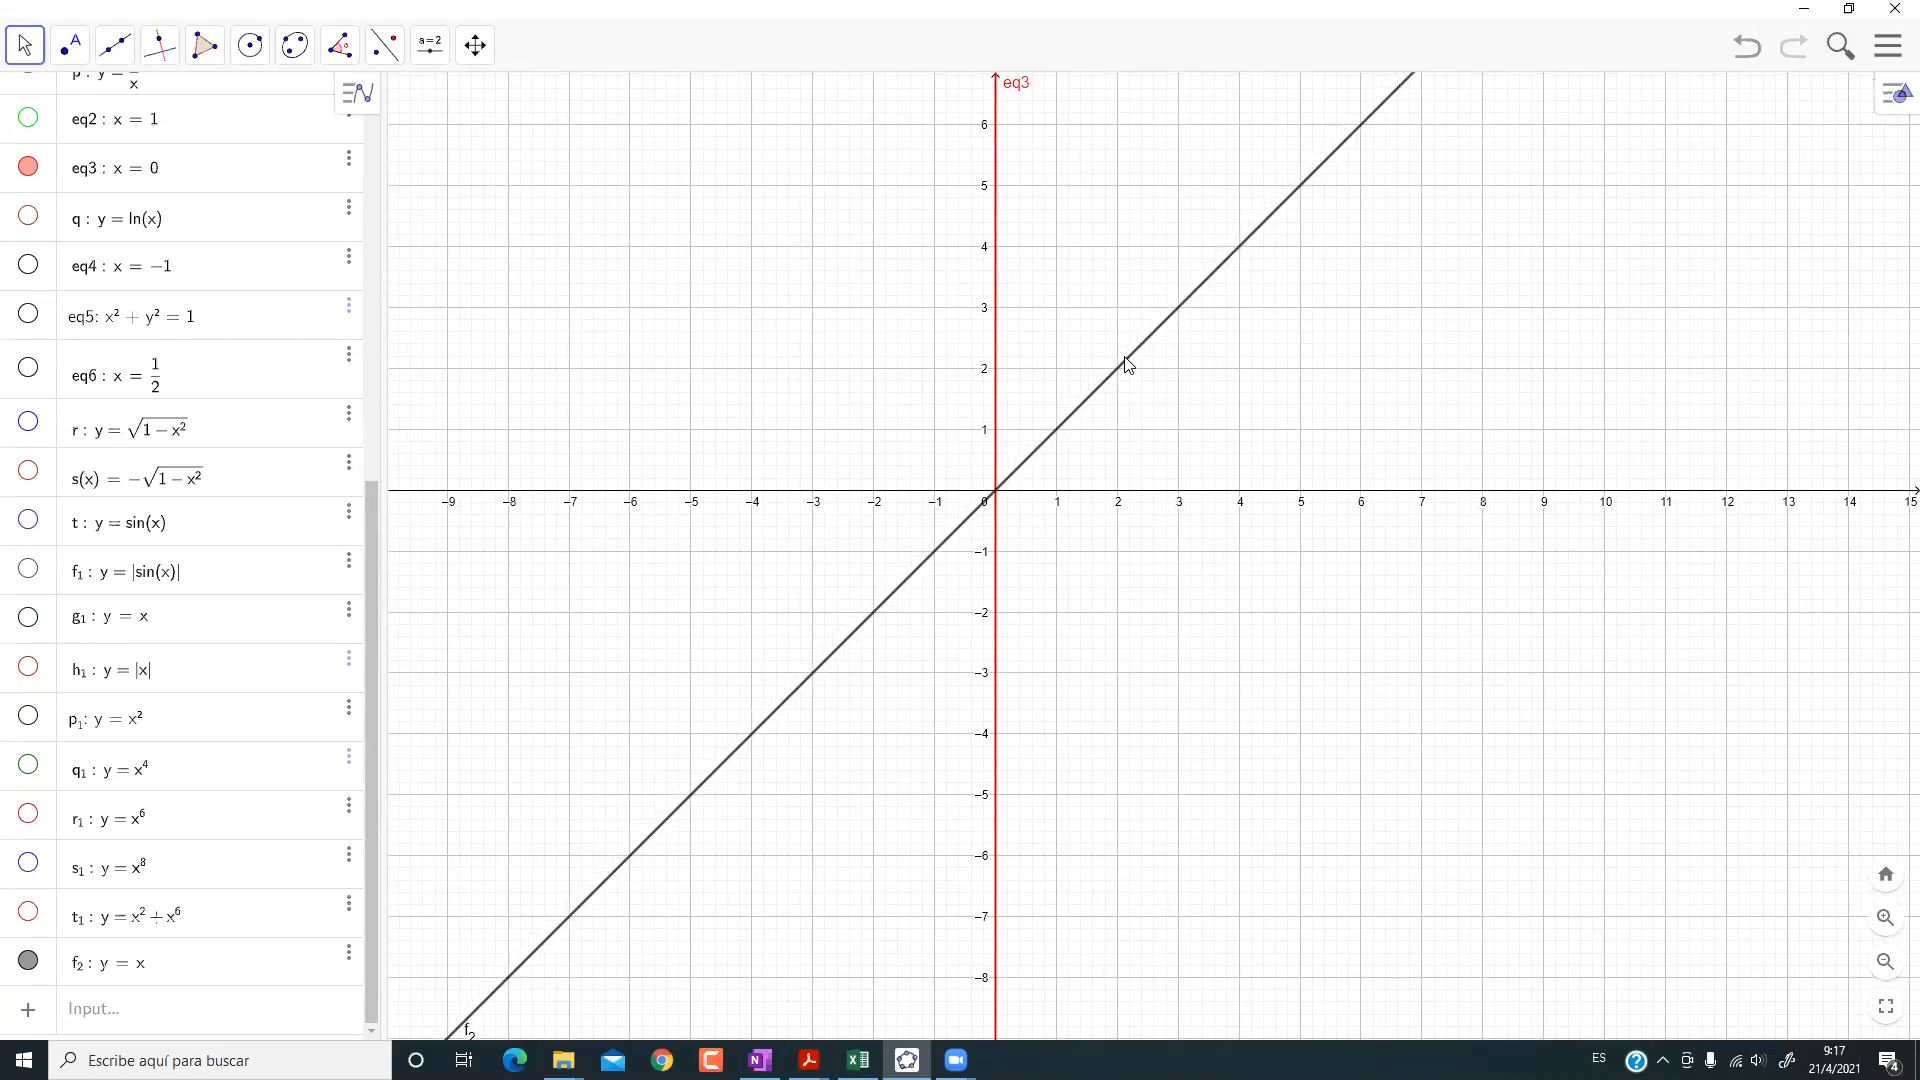 A
a=2
p : y =
x
eq2 : x = 1
eq3 : x = 0
q : y = ln(x)
eq4 : x = −1
eq5: x² + y² = 1
eq6 : x = 1/2
r : y = √1 − x²
s(x) = −√1 − x²
t : y = sin(x)
f₁ : y = |sin(x)|
g₁ : y = x
h₁ : y = |x|
p₁: y = x²
q₁ : y = x⁴
r₁ : y = x⁶
s₁ : y = x⁸
t₁ : y = x² + x⁶
f₂ : y = x
Input...
eq3
6
5
4
3
2
1
−9 −8 −7 −6 −5 −4 −3 −2 −1 0 1 2 3 4 5 6 7 8 9 10 11 12 13 14 15
−1
−2
−3
−4
−5
−6
−7
−8
f₂
Escribe aquí para buscar
ES
9:17
21/4/2021
4